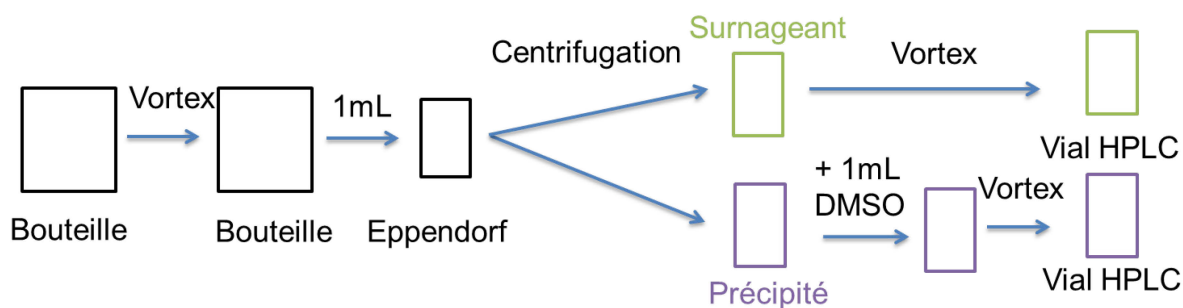 Vortex
1mL
Centrifugation
Surnageant
Vortex
Bouteille
Bouteille
Eppendorf
Vial HPLC
+ 1mL
DMSO
Vortex
Précipité
Vial HPLC